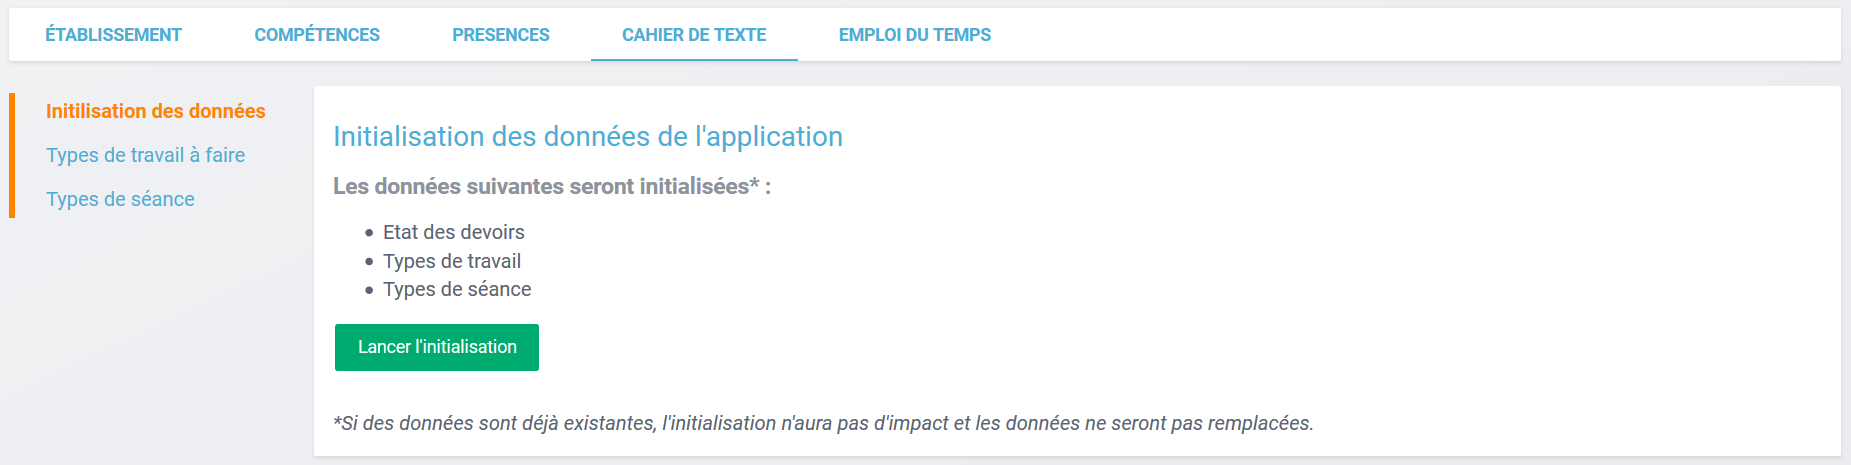 ÉTABLISSEMENT COMPÉTENCES PRESENCES CAHIER DE TEXTE EMPLOI DU TEMPS
Initilisation des données
Types de travail à faire
Types de séance
Initialisation des données de l'application
Les données suivantes seront initialisées* :
• Etat des devoirs
• Types de travail
• Types de séance
Lancer l'initialisation
*Si des données sont déjà existantes, l'initialisation n'aura pas d'impact et les données ne seront pas remplacées.